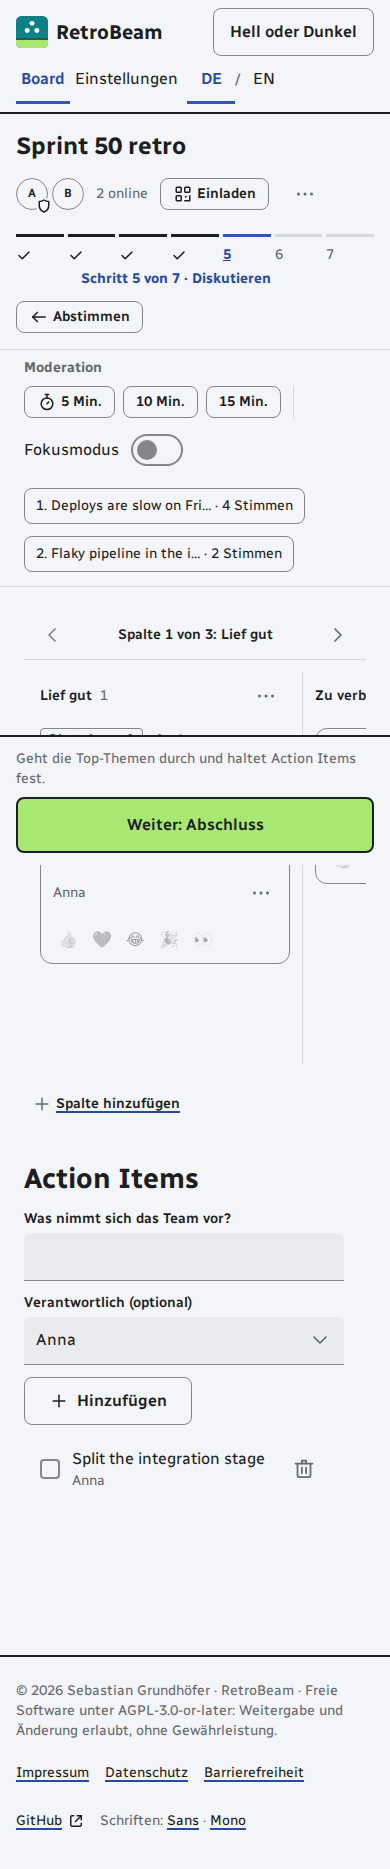 RetroBeam
Hell oder Dunkel
Board Einstellungen DE / EN
Sprint 50 retro
A B 2 online Einladen
5 6 7
Schritt 5 von 7 · Diskutieren
Abstimmen
Moderation
5 Min. 10 Min. 15 Min.
Fokusmodus
1. Deploys are slow on Fri... · 4 Stimmen
2. Flaky pipeline in the i... · 2 Stimmen
Spalte 1 von 3: Lief gut
Lief gut 1 Zu verb
Geht die Top-Themen durch und haltet Action Items
fest.
Weiter: Abschluss
Anna
Spalte hinzufügen
Action Items
Was nimmt sich das Team vor?
Verantwortlich (optional)
Anna
Hinzufügen
Split the integration stage
Anna
© 2026 Sebastian Grundhöfer · RetroBeam · Freie
Software unter AGPL-3.0-or-later: Weitergabe und
Änderung erlaubt, ohne Gewährleistung.
Impressum Datenschutz Barrierefreiheit
GitHub Schriften: Sans · Mono